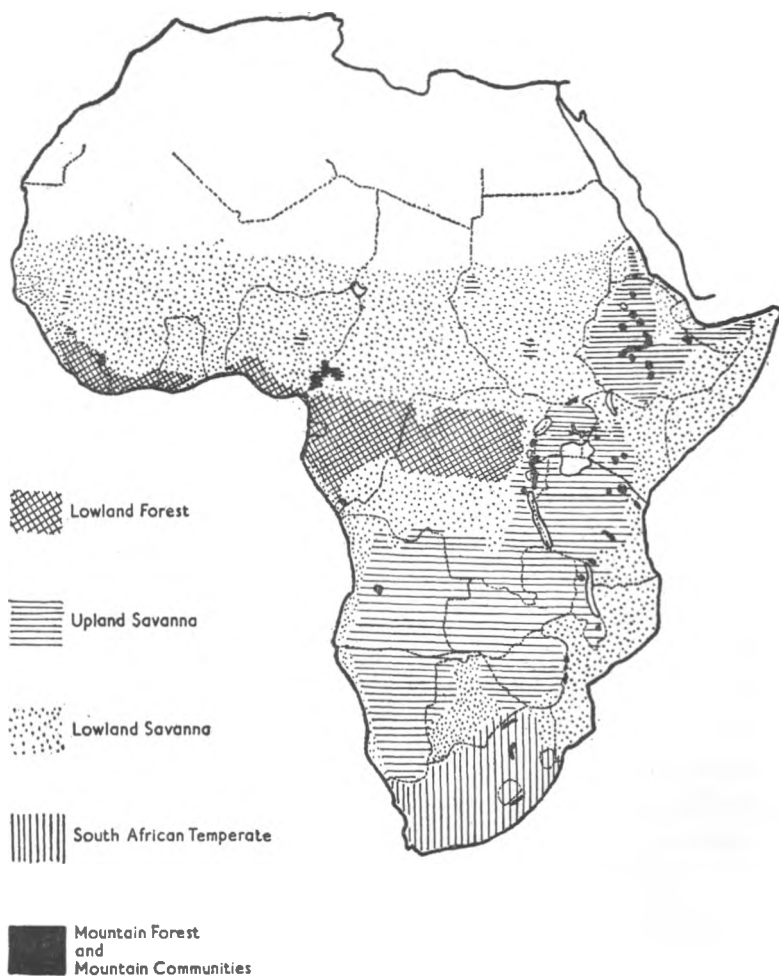 Lowland Forest
Upland Savanna
Lowland Savanna
South African Temperate
Mountain Forest
and
Mountain Communities